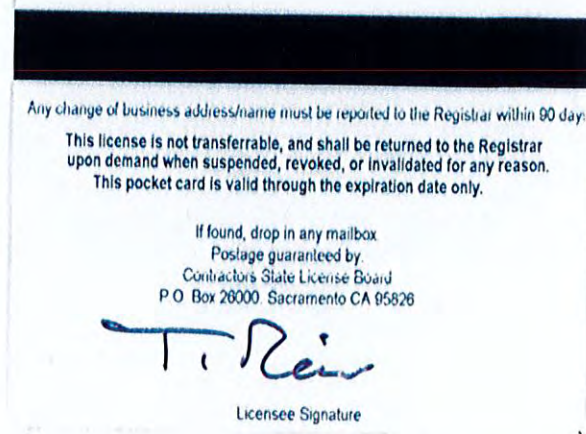 Any change of business address/name must be reported to the Registrar within 90 days
This license is not transferrable, and shall be returned to the Registrar
upon demand when suspended, revoked, or invalidated for any reason.
This pocket card is valid through the expiration date only.
If found, drop in any mailbox
Postage guaranteed by.
Contractors State License Board
P O Box 26000. Sacramento CA 95826
T.
Licensee Signature